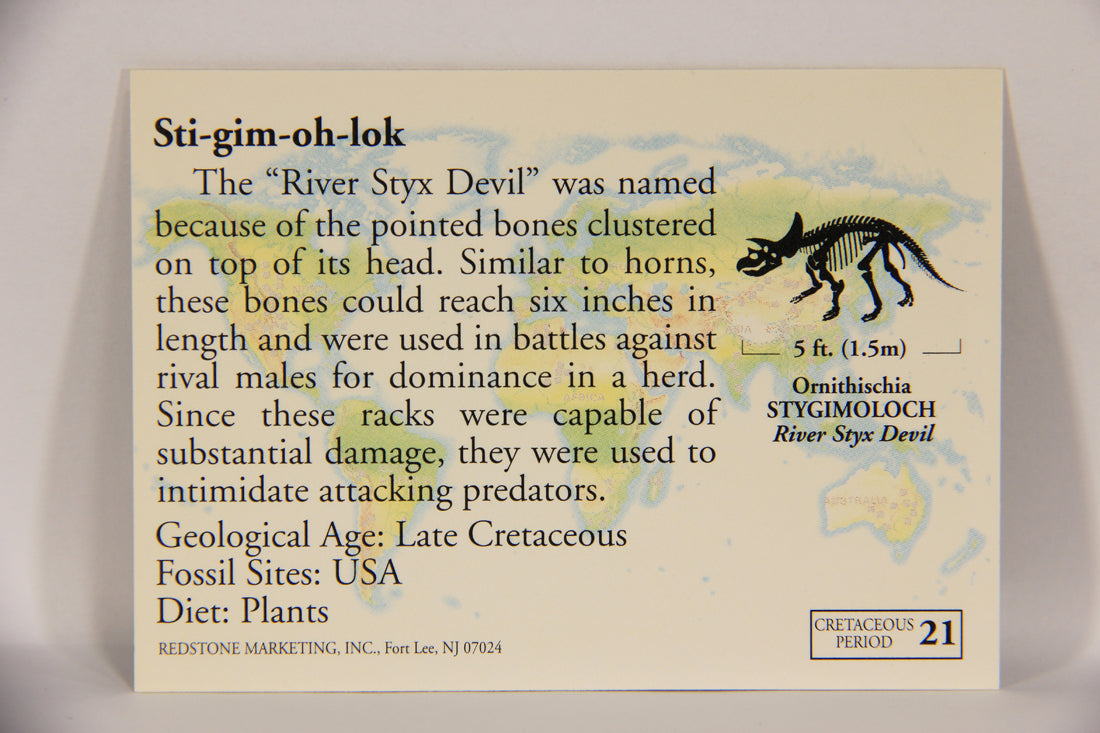 Sti-gim-oh-lok
The “River Styx Devil” was named
because of the pointed bones clustered
on top of its head. Similar to horns,
these bones could reach six inches in
length and were used in battles against
rival males for dominance in a herd.
Since these racks were capable of
substantial damage, they were used to
intimidate attacking predators.
Geological Age: Late Cretaceous
Fossil Sites: USA
Diet: Plants
REDSTONE MARKETING, INC., Fort Lee, NJ 07024
ASIA
AFRICA
AUSTRALIA
5 ft. (1.5m)
Ornithischia
STYGIMOLOCH
River Styx Devil
CRETACEOUS
PERIOD
21